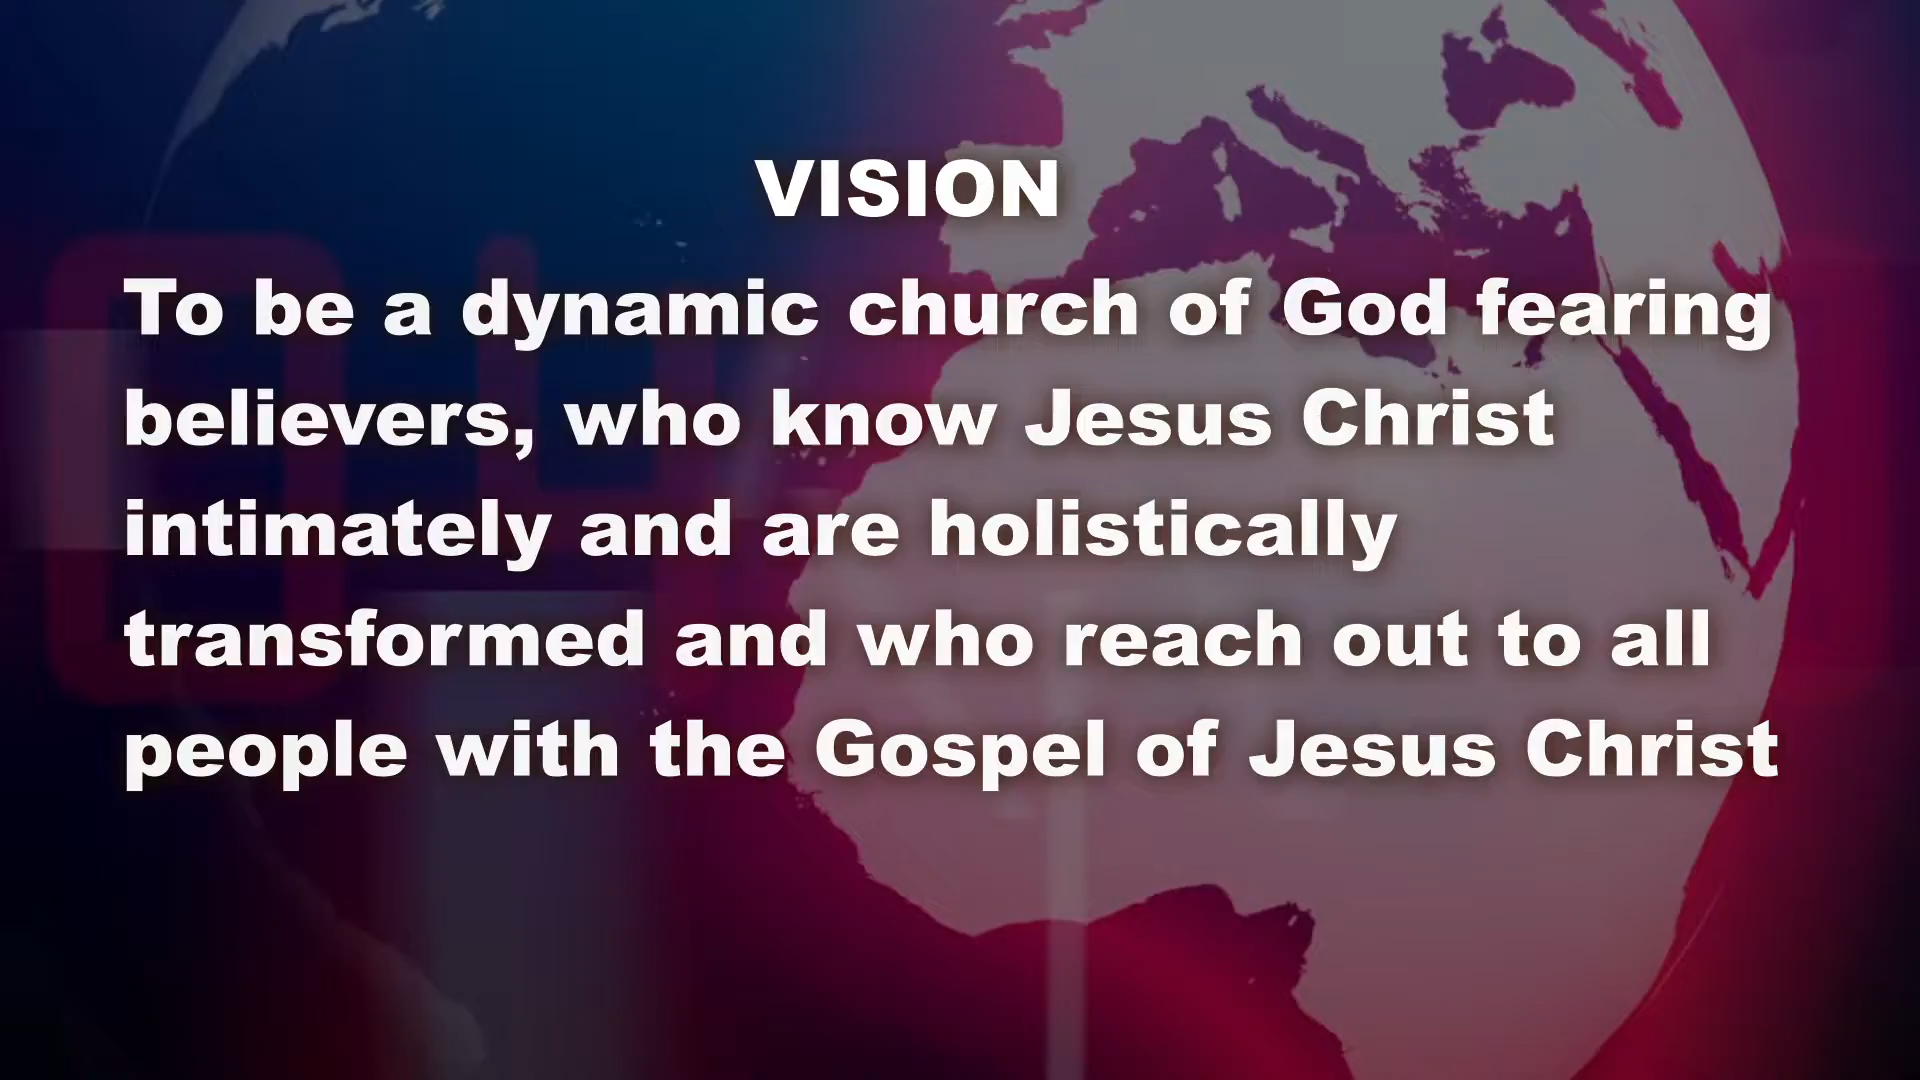 VISION
To be a dynamic church of God fearing
believers, who know Jesus Christ
intimately and are holistically
transformed and who reach out to all
people with the Gospel of Jesus Christ